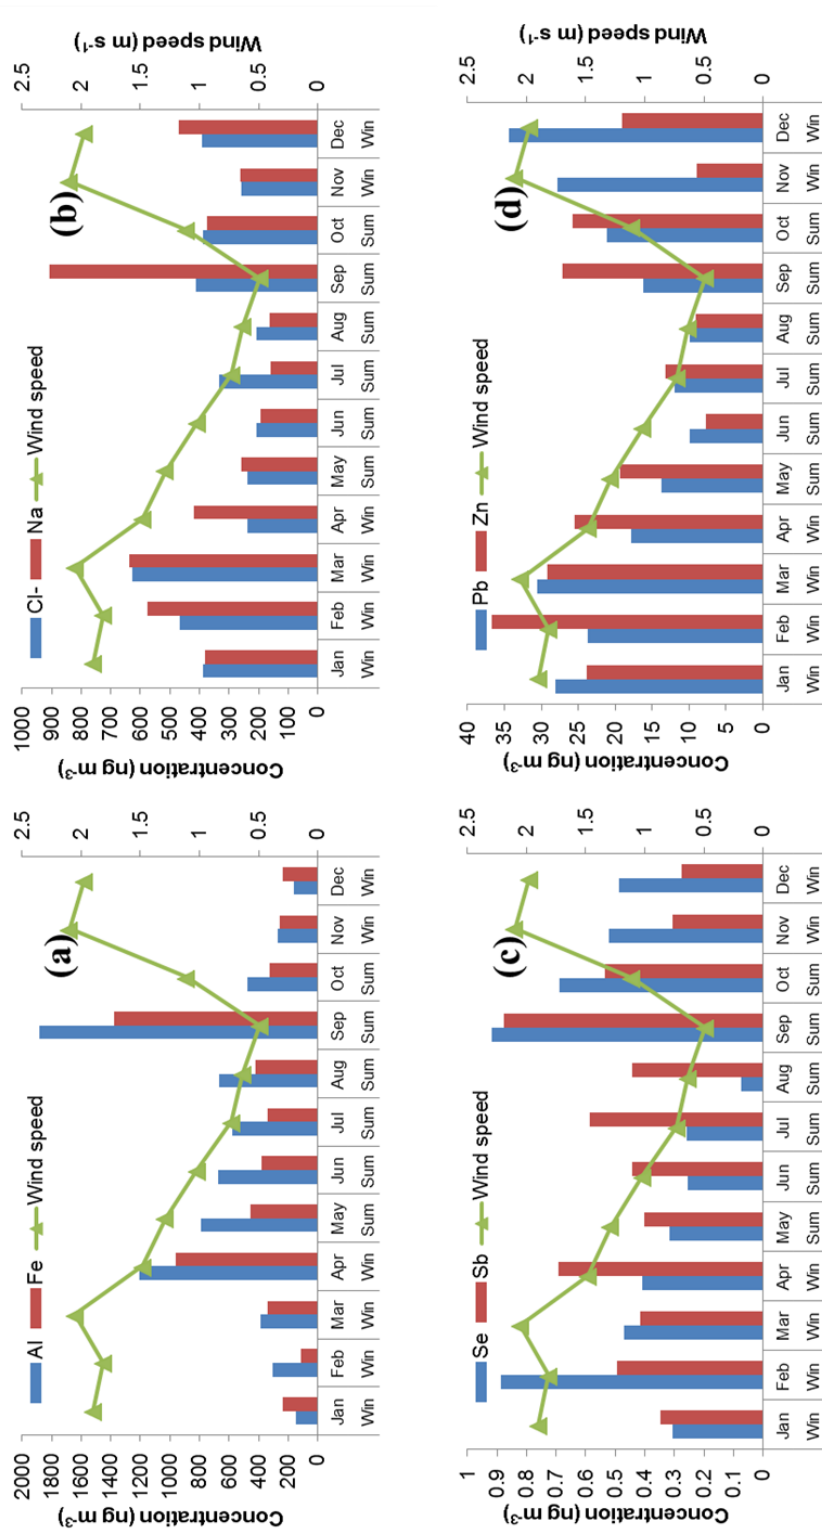 Al Fe Wind speed
(a)
2000
1800
1600
1400
1200
1000
800
600
400
200
0
Concentration (ng m-3)
2.5
2
1.5
1
0.5
0
Jan Feb Mar Apr May Jun Jul Aug Sep Oct Nov Dec
Win Win Win Win Sum Sum Sum Sum Sum Sum Win Win
Cl- Na Wind speed
(b)
1000
900
800
700
600
500
400
300
200
100
0
Concentration (ng m-3)
2.5
2
1.5
1
0.5
0
Wind speed
(m s-1)
Jan Feb Mar Apr May Jun Jul Aug Sep Oct Nov Dec
Win Win Win Win Sum Sum Sum Sum Sum Sum Win Win
Se Sb Wind speed
(c)
1
0.9
0.8
0.7
0.6
0.5
0.4
0.3
0.2
0.1
0
Concentration (ng m-3)
2.5
2
1.5
1
0.5
0
Jan Feb Mar Apr May Jun Jul Aug Sep Oct Nov Dec
Win Win Win Win Sum Sum Sum Sum Sum Sum Win Win
Pb Zn Wind speed
(d)
40
35
30
25
20
15
10
5
0
Concentration (ng m-3)
2.5
2
1.5
1
0.5
0
Wind speed
(m s-1)
Jan Feb Mar Apr May Jun Jul Aug Sep Oct Nov Dec
Win Win Win Win Sum Sum Sum Sum Sum Sum Win Win